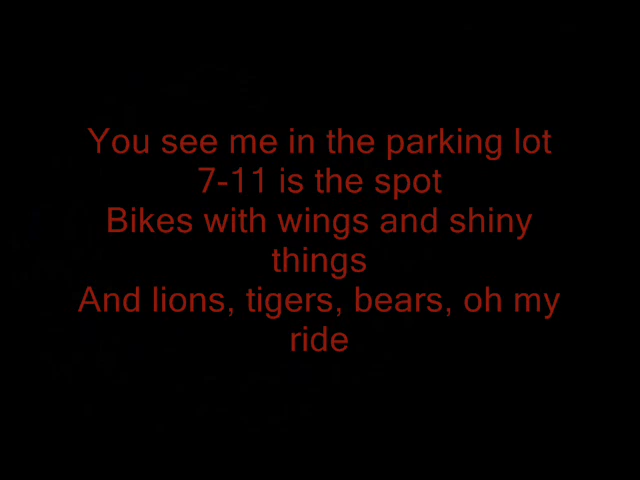 You see me in the parking lot
7-11 is the spot
Bikes with wings and shiny
things
And lions, tigers, bears, oh my
ride